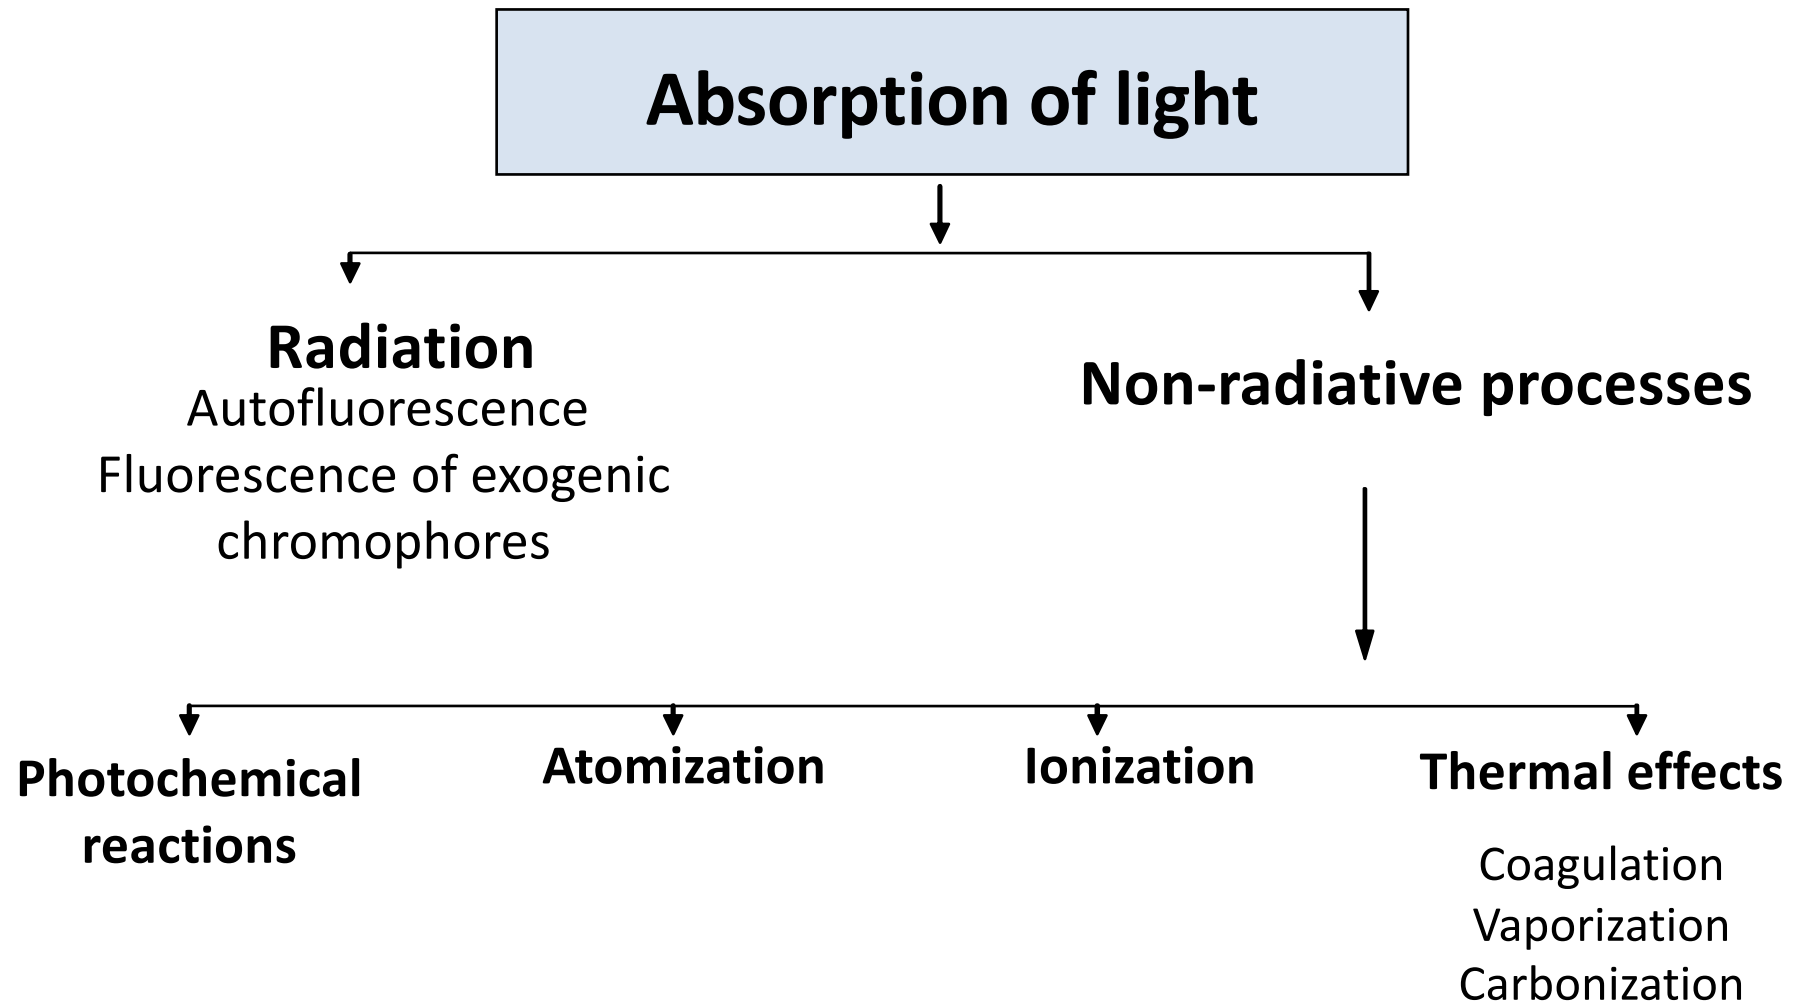 Absorption of light
Radiation
Autofluorescence
Fluorescence of exogenic
chromophores
Non-radiative processes
Photochemical
reactions
Atomization
Ionization
Thermal effects
Coagulation
Vaporization
Carbonization